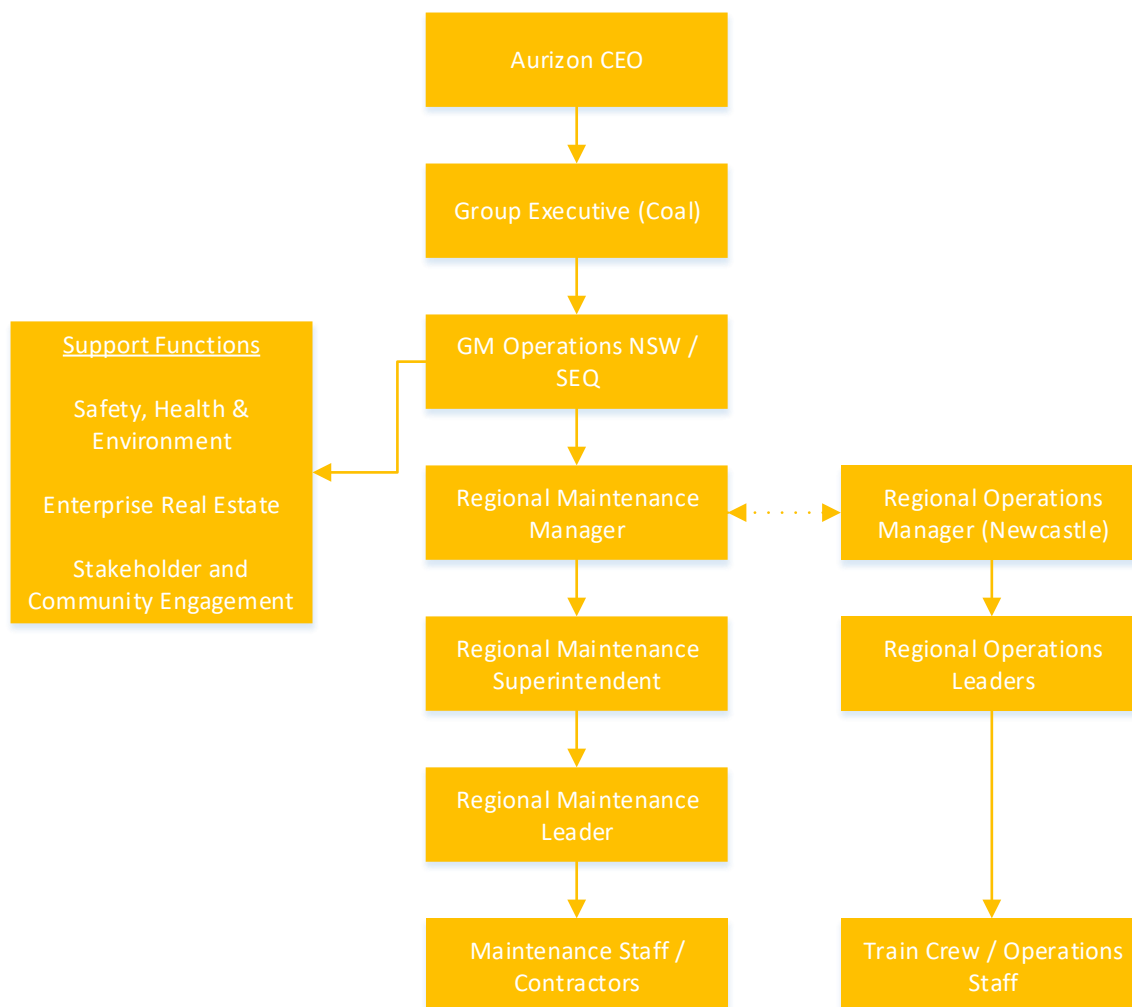 Aurizon CEO
Group Executive (Coal)
GM Operations NSW /
SEQ
Support Functions
Safety, Health &
Environment
Enterprise Real Estate
Stakeholder and
Community Engagement
Regional Maintenance
Manager
Regional Operations
Manager (Newcastle)
Regional Maintenance
Superintendent
Regional Operations
Leaders
Regional Maintenance
Leader
Maintenance Staff /
Contractors
Train Crew / Operations
Staff